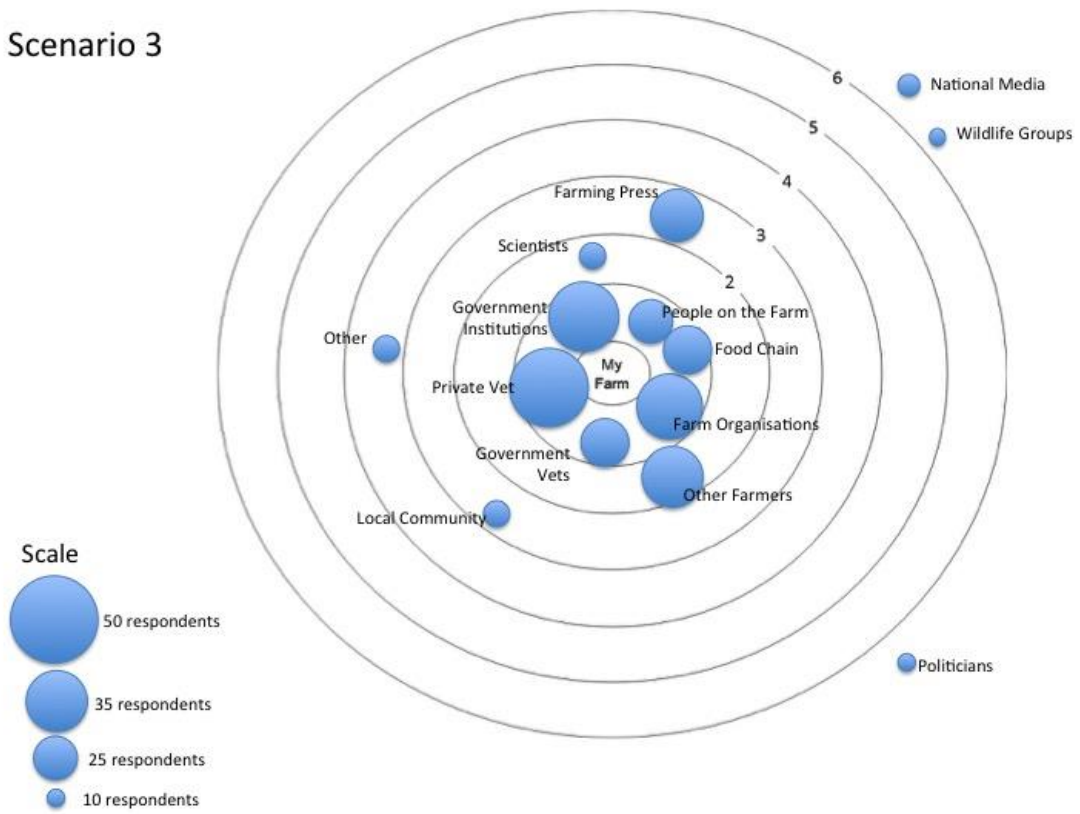 Scenario 3
6
National Media
5
Wildlife Groups
4
Farming Press
3
Scientists
2
Government
Institutions
People on the Farm
Other
Food Chain
My
Farm
Private Vet
Farm Organisations
Government
Vets
Other Farmers
Local Community
Scale
50 respondents
Politicians
35 respondents
25 respondents
10 respondents